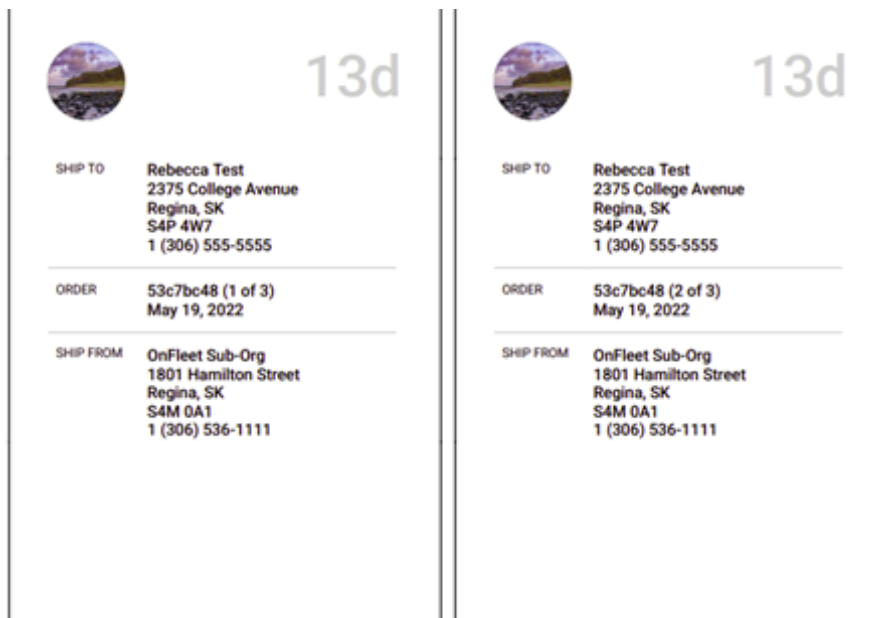 13d
SHIP TO
Rebecca Test
2375 College Avenue
Regina, SK
S4P 4W7
1 (306) 555-5555
ORDER
53c7bc48 (1 of 3)
May 19, 2022
SHIP FROM
OnFleet Sub-Org
1801 Hamilton Street
Regina, SK
S4M 0A1
1 (306) 536-1111
13d
SHIP TO
Rebecca Test
2375 College Avenue
Regina, SK
S4P 4W7
1 (306) 555-5555
ORDER
53c7bc48 (2 of 3)
May 19, 2022
SHIP FROM
OnFleet Sub-Org
1801 Hamilton Street
Regina, SK
S4M 0A1
1 (306) 536-1111